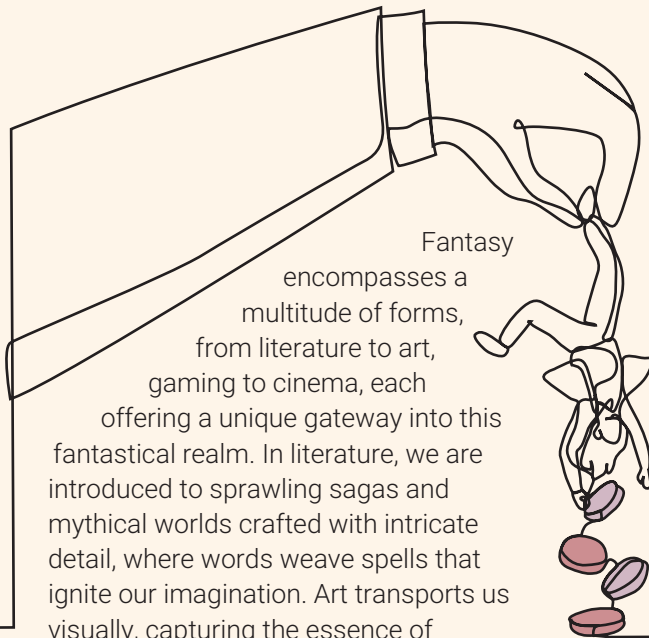 Fantasy
encompasses a
multitude of forms,
from literature to art,
gaming to cinema, each
offering a unique gateway into this
fantastical realm. In literature, we are
introduced to sprawling sagas and
mythical worlds crafted with intricate
detail, where words weave spells that
ignite our imagination. Art transports us
visually, capturing the essence of